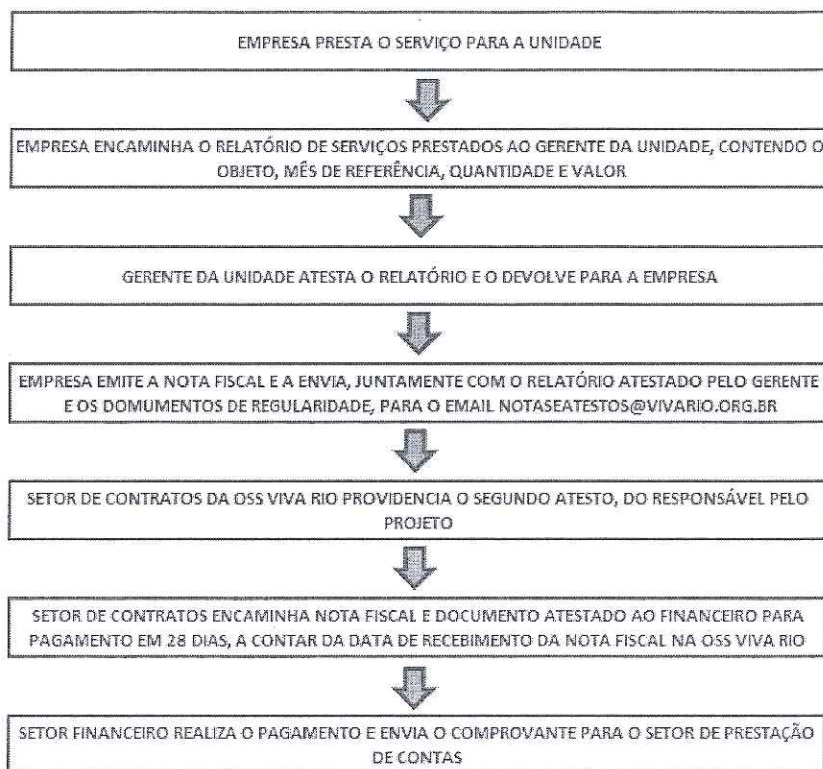 EMPRESA PRESTA O SERVIÇO PARA A UNIDADE
EMPRESA ENCAMINHA O RELATÓRIO DE SERVIÇOS PRESTADOS AO GERENTE DA UNIDADE, CONTENDO O
OBJETO, MÊS DE REFERÊNCIA, QUANTIDADE E VALOR
GERENTE DA UNIDADE ATESTA O RELATÓRIO E O DEVOLVE PARA A EMPRESA
EMPRESA EMITE A NOTA FISCAL E A ENVIA, JUNTAMENTE COM O RELATÓRIO ATESTADO PELO GERENTE
E OS DOMUMENTOS DE REGULARIDADE, PARA O EMAIL NOTASEATESTOS@VIVARIO.ORG.BR
SETOR DE CONTRATOS DA OSS VIVA RIO PROVIDENCIA O SEGUNDO ATESTO, DO RESPONSÁVEL PELO
PROJETO
SETOR DE CONTRATOS ENCAMINHA NOTA FISCAL E DOCUMENTO ATESTADO AO FINANCEIRO PARA
PAGAMENTO EM 28 DIAS, A CONTAR DA DATA DE RECEBIMENTO DA NOTA FISCAL NA OSS VIVA RIO
SETOR FINANCEIRO REALIZA O PAGAMENTO E ENVIA O COMPROVANTE PARA O SETOR DE PRESTAÇÃO
DE CONTAS